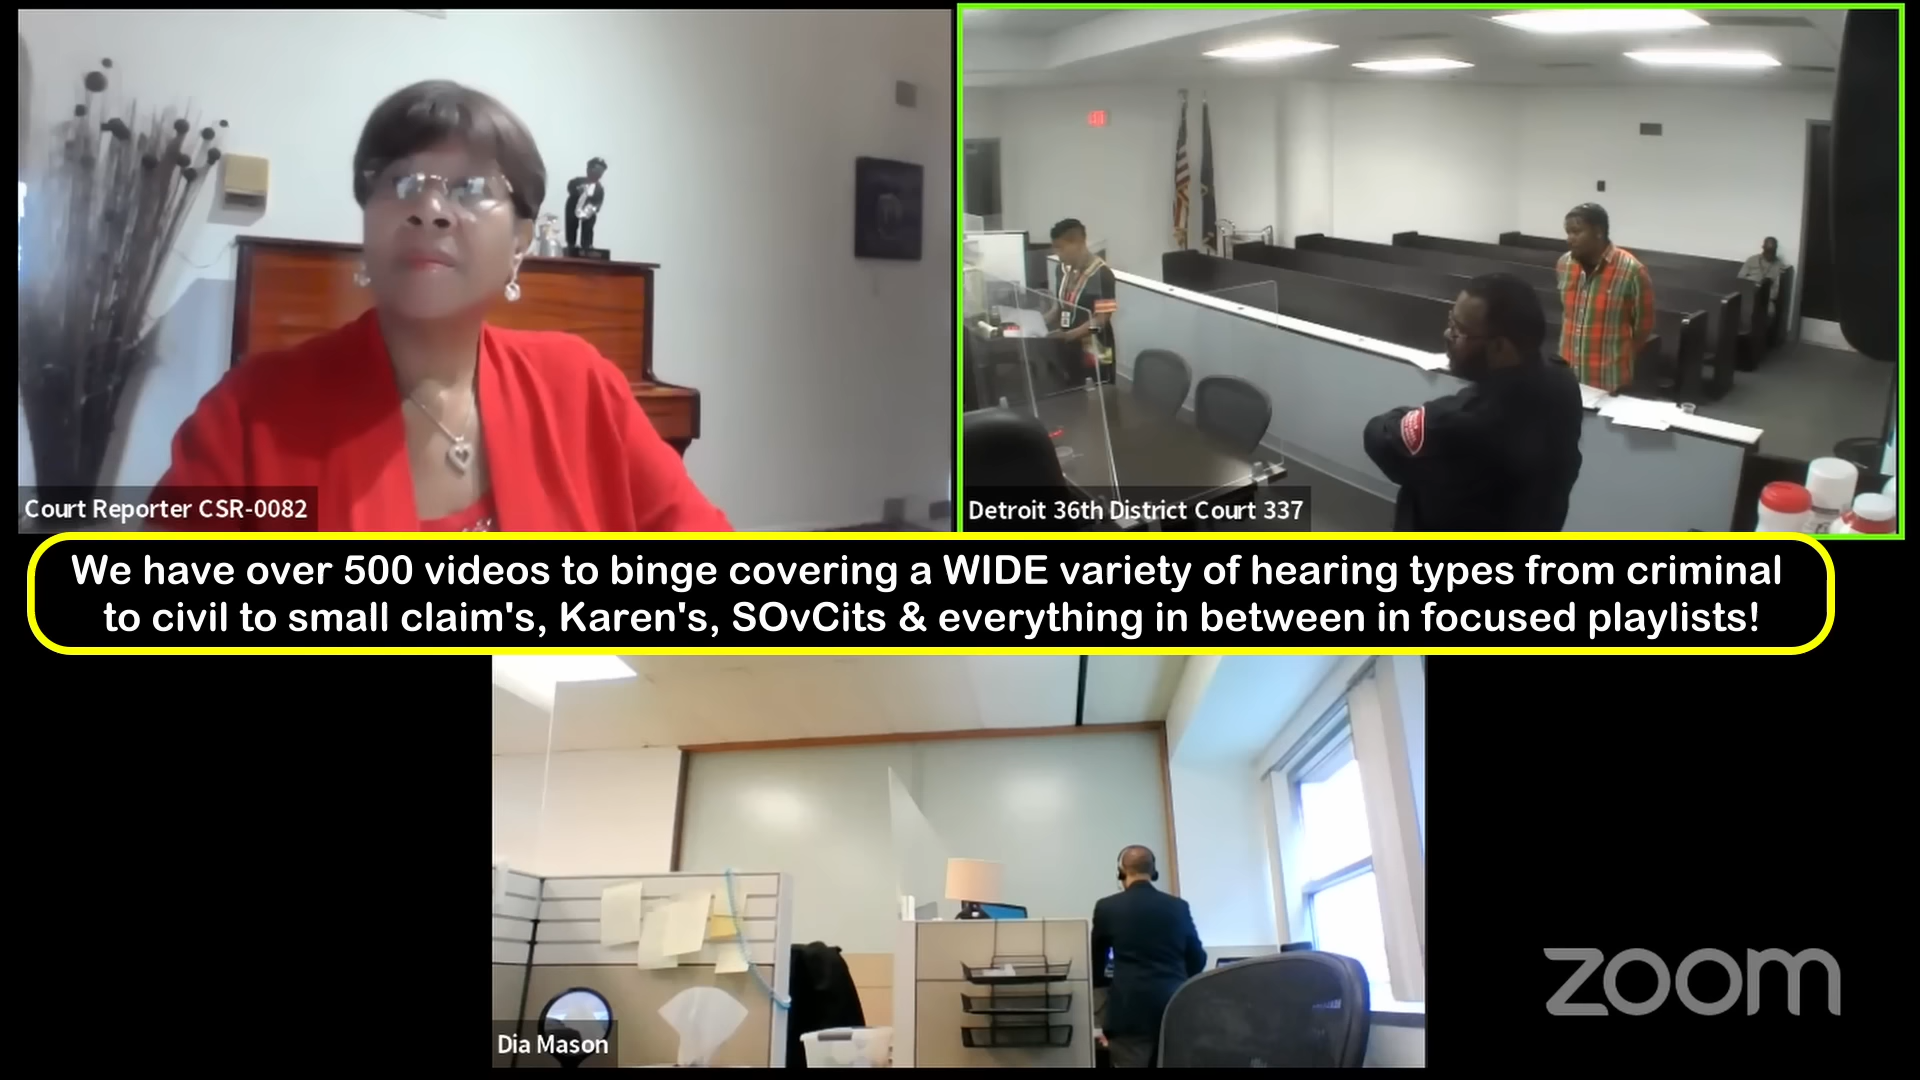 Court Reporter CSR-0082
Detroit 36th District Court 337
We have over 500 videos to binge covering a WIDE variety of hearing types from criminal
to civil to small claim's, Karen's, SOvCits & everything in between in focused playlists!
Dia Mason
zoom